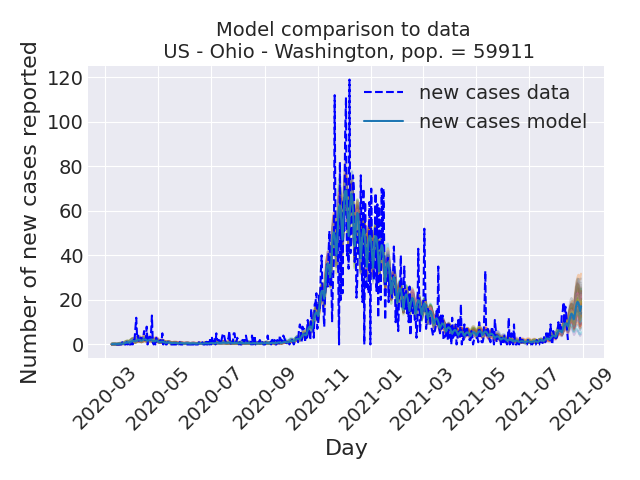 Model comparison to data
US - Ohio - Washington, pop. = 59911
Number of new cases reported
120
100
80
60
40
20
0
new cases data
new cases model
2020-03
2020-05
2020-07
2020-09
2020-11
2021-01
2021-03
2021-05
2021-07
2021-09
Day